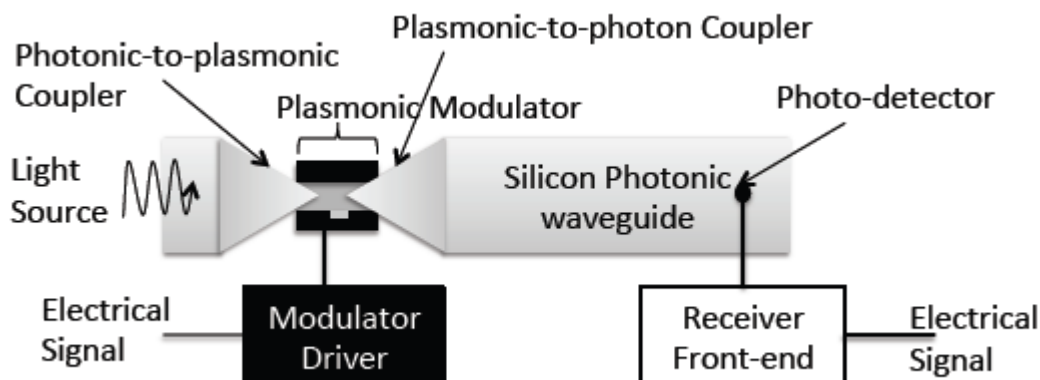 Plasmonic-to-photon Coupler
Photonic-to-plasmonic
Coupler
Plasmonic Modulator
Photo-detector
Light
Source
Silicon Photonic
waveguide
Electrical
Signal
Modulator
Driver
Receiver
Front-end
Electrical
Signal